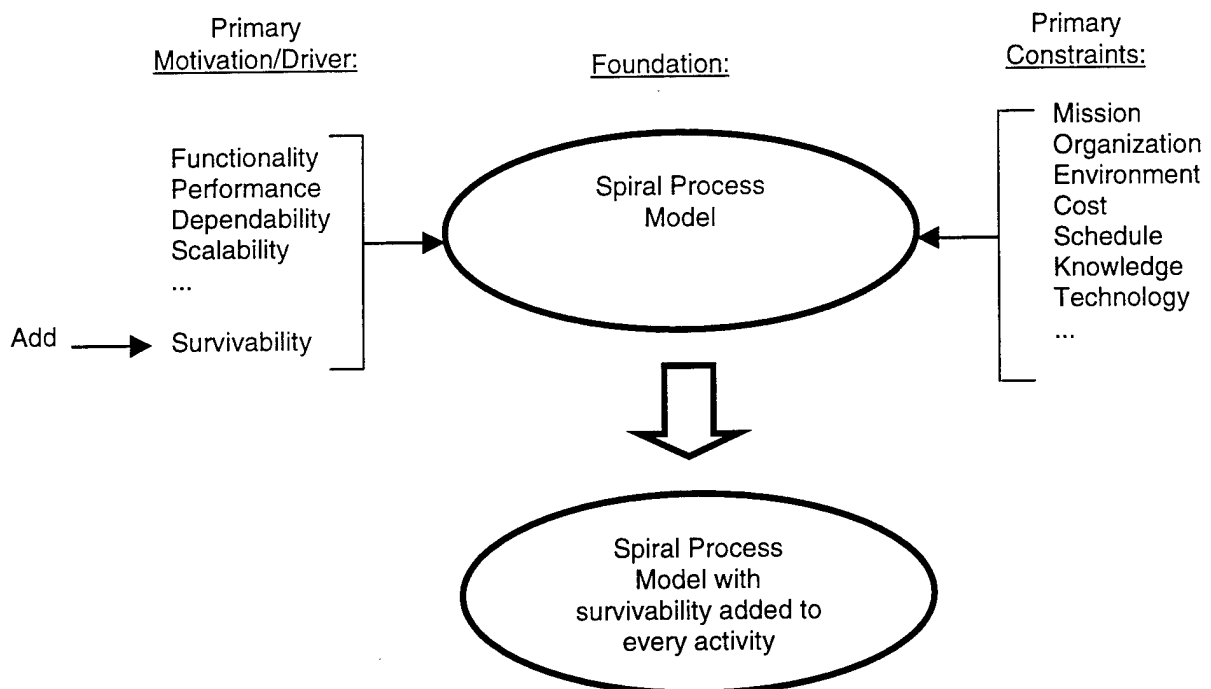 Primary
Motivation/Driver:
Functionality
Performance
Dependability
Scalability
...
Add
Survivability
Foundation:
Spiral Process
Model
Primary
Constraints:
Mission
Organization
Environment
Cost
Schedule
Knowledge
Technology
...
Spiral Process
Model with
survivability added to
every activity